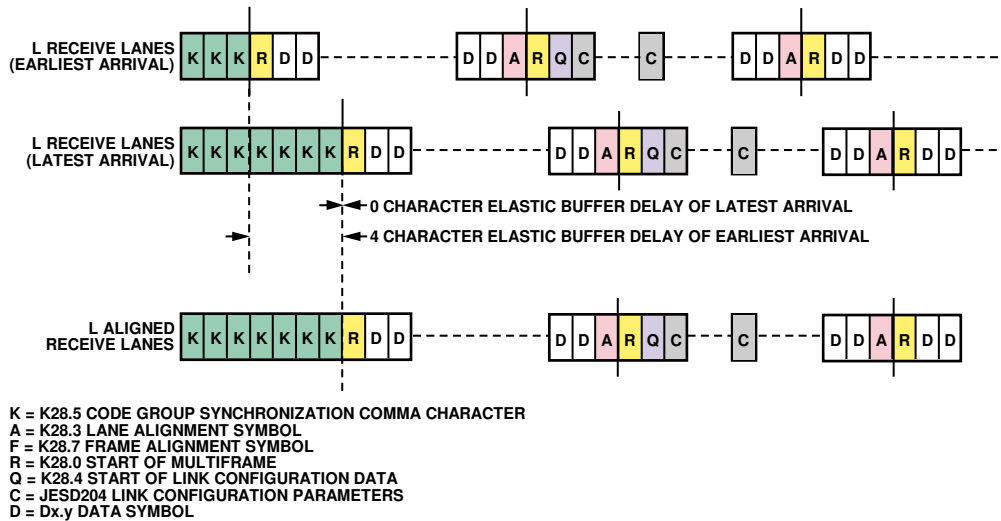 L RECEIVE LANES
(EARLIEST ARRIVAL)
K K K R D D
D D A R Q C
C
D D A R D D
L RECEIVE LANES
(LATEST ARRIVAL)
K K K K K K K R D D
D D A R Q C
C
D D A R D D
0 CHARACTER ELASTIC BUFFER DELAY OF LATEST ARRIVAL
4 CHARACTER ELASTIC BUFFER DELAY OF EARLIEST ARRIVAL
L ALIGNED
RECEIVE LANES
K K K K K K K R D D
D D A R Q C
C
D D A R D D
K = K28.5 CODE GROUP SYNCHRONIZATION COMMA CHARACTER
A = K28.3 LANE ALIGNMENT SYMBOL
F = K28.7 FRAME ALIGNMENT SYMBOL
R = K28.0 START OF MULTIFRAME
Q = K28.4 START OF LINK CONFIGURATION DATA
C = JESD204 LINK CONFIGURATION PARAMETERS
D = Dx.y DATA SYMBOL